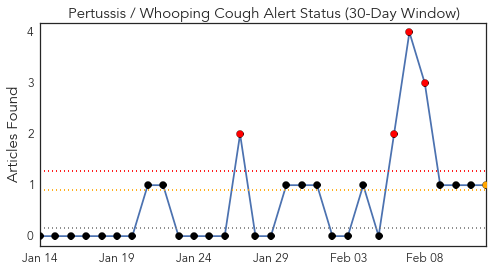 Pertussis / Whooping Cough Alert Status (30-Day Window)
Articles Found
4
3
2
1
0
Jan 14 Jan 19 Jan 24 Jan 29 Feb 03 Feb 08